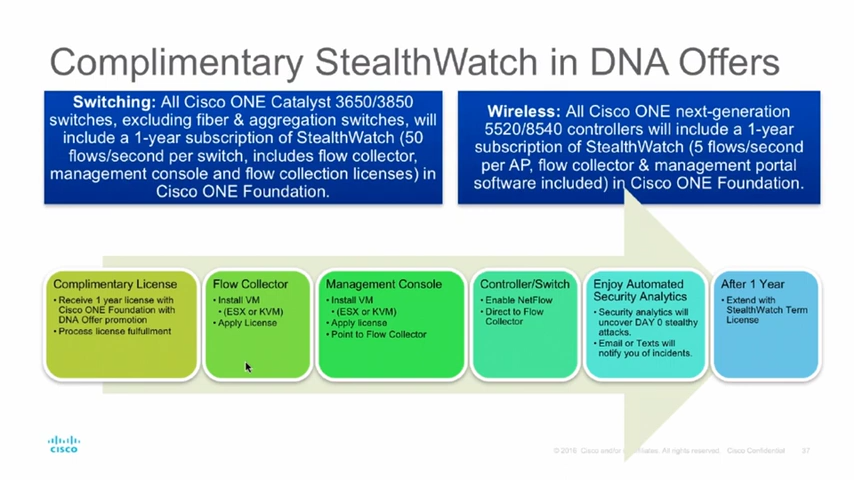 Complimentary StealthWatch in DNA Offers
Switching: All Cisco ONE Catalyst 3650/3850
switches, excluding fiber & aggregation switches, will
include a 1-year subscription of StealthWatch (50
flows/second per switch, includes flow collector,
management console and flow collection licenses) in
Cisco ONE Foundation.
Wireless: All Cisco ONE next-generation
5520/8540 controllers will include a 1-year
subscription of StealthWatch (5 flows/second
per AP, flow collector & management portal
software included) in Cisco ONE Foundation.
Complimentary License
• Receive 1 year license with
Cisco ONE Foundation with
DNA Offer promotion
• Process license fulfullment
Flow Collector
• Install VM
• (ESX or KVM)
• Apply License
Management Console
• Install VM
• (ESX or KVM)
• Apply license
• Point to Flow Collector
Controller/Switch
• Enable NetFlow
• Direct to Flow
Collector
Enjoy Automated
Security Analytics
• Security analytics will
uncover DAY 0 stealthy
attacks.
• Email or Texts will
notify you of incidents.
After 1 Year
• Extend with
StealthWatch Term
License
CISCO
© 2016 Cisco and/or affiliates. All rights reserved. Cisco Confidential 37